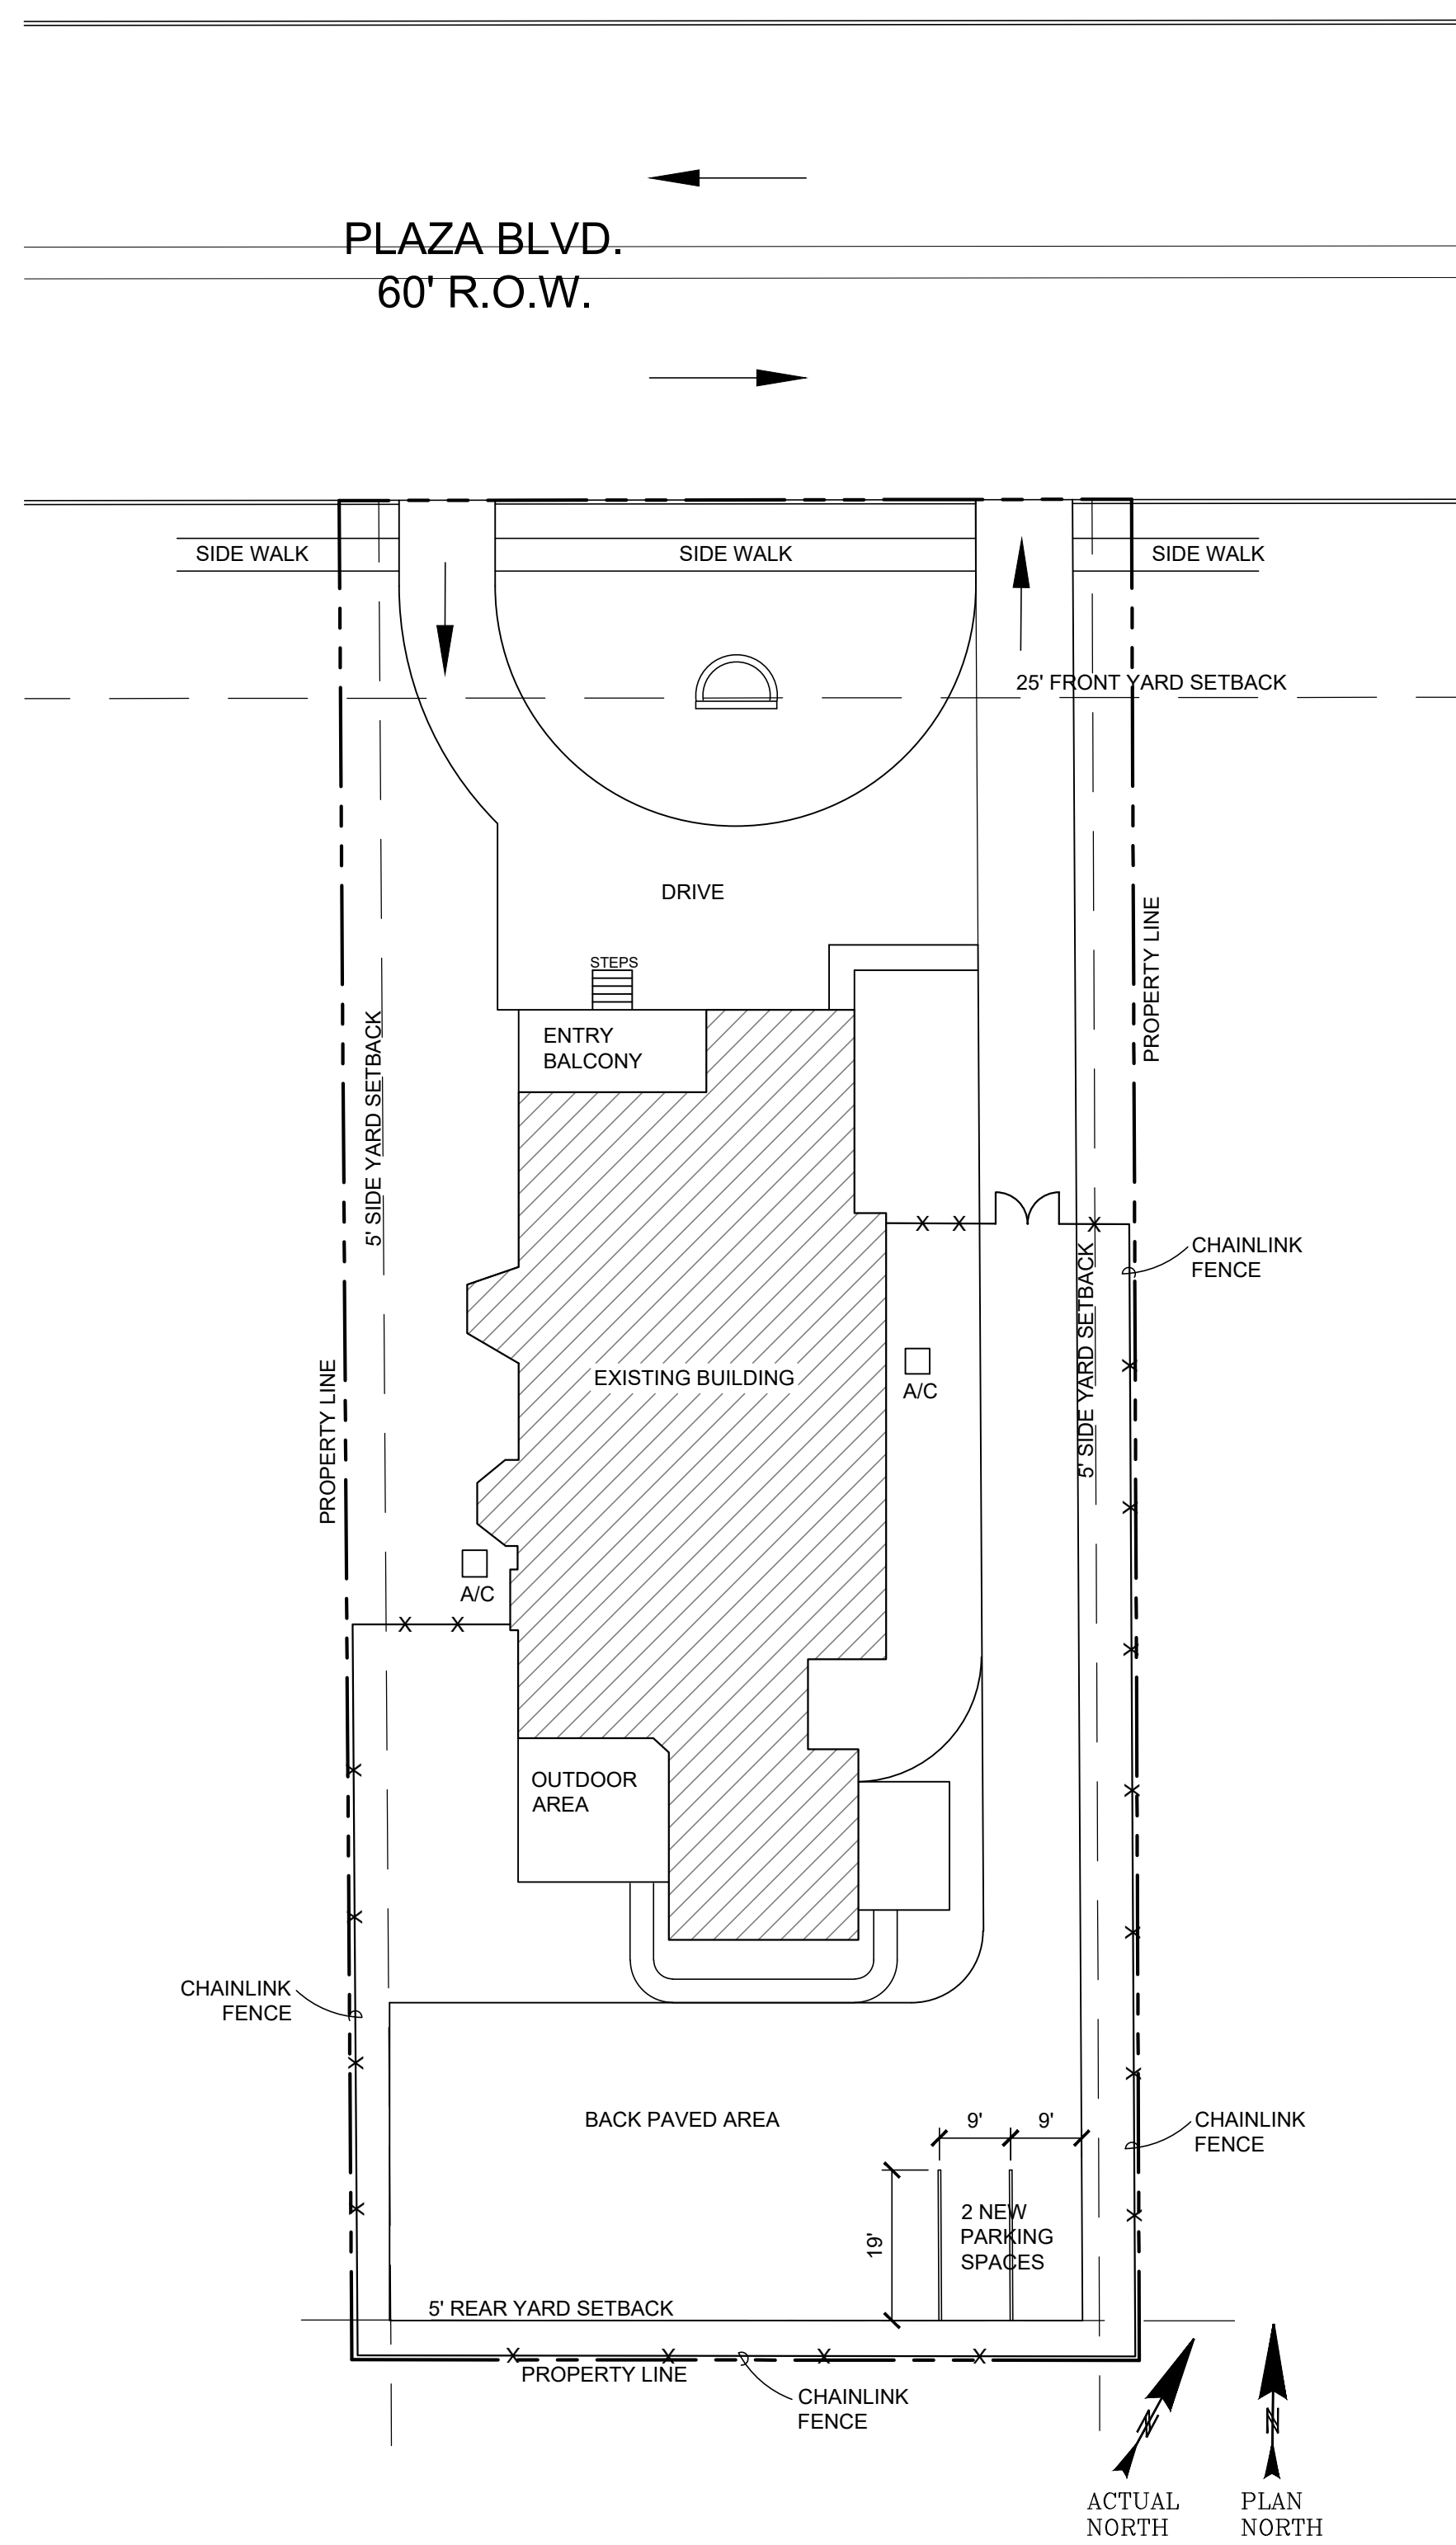 PLAZA BLVD.
60' R.O.W.
SIDE WALK
SIDE WALK
SIDE WALK
25' FRONT YARD SETBACK
DRIVE
PROPERTY LINE
STEPS
ENTRY
BALCONY
5' SIDE YARD SETBACK
CHAINLINK
FENCE
5' SIDE YARD SETBACK
EXISTING BUILDING
A/C
PROPERTY LINE
A/C
OUTDOOR
AREA
CHAINLINK
FENCE
BACK PAVED AREA
9'
9'
CHAINLINK
FENCE
19'
2 NEW
PARKING
SPACES
5' REAR YARD SETBACK
PROPERTY LINE
CHAINLINK
FENCE
N
N
ACTUAL
NORTH
PLAN
NORTH